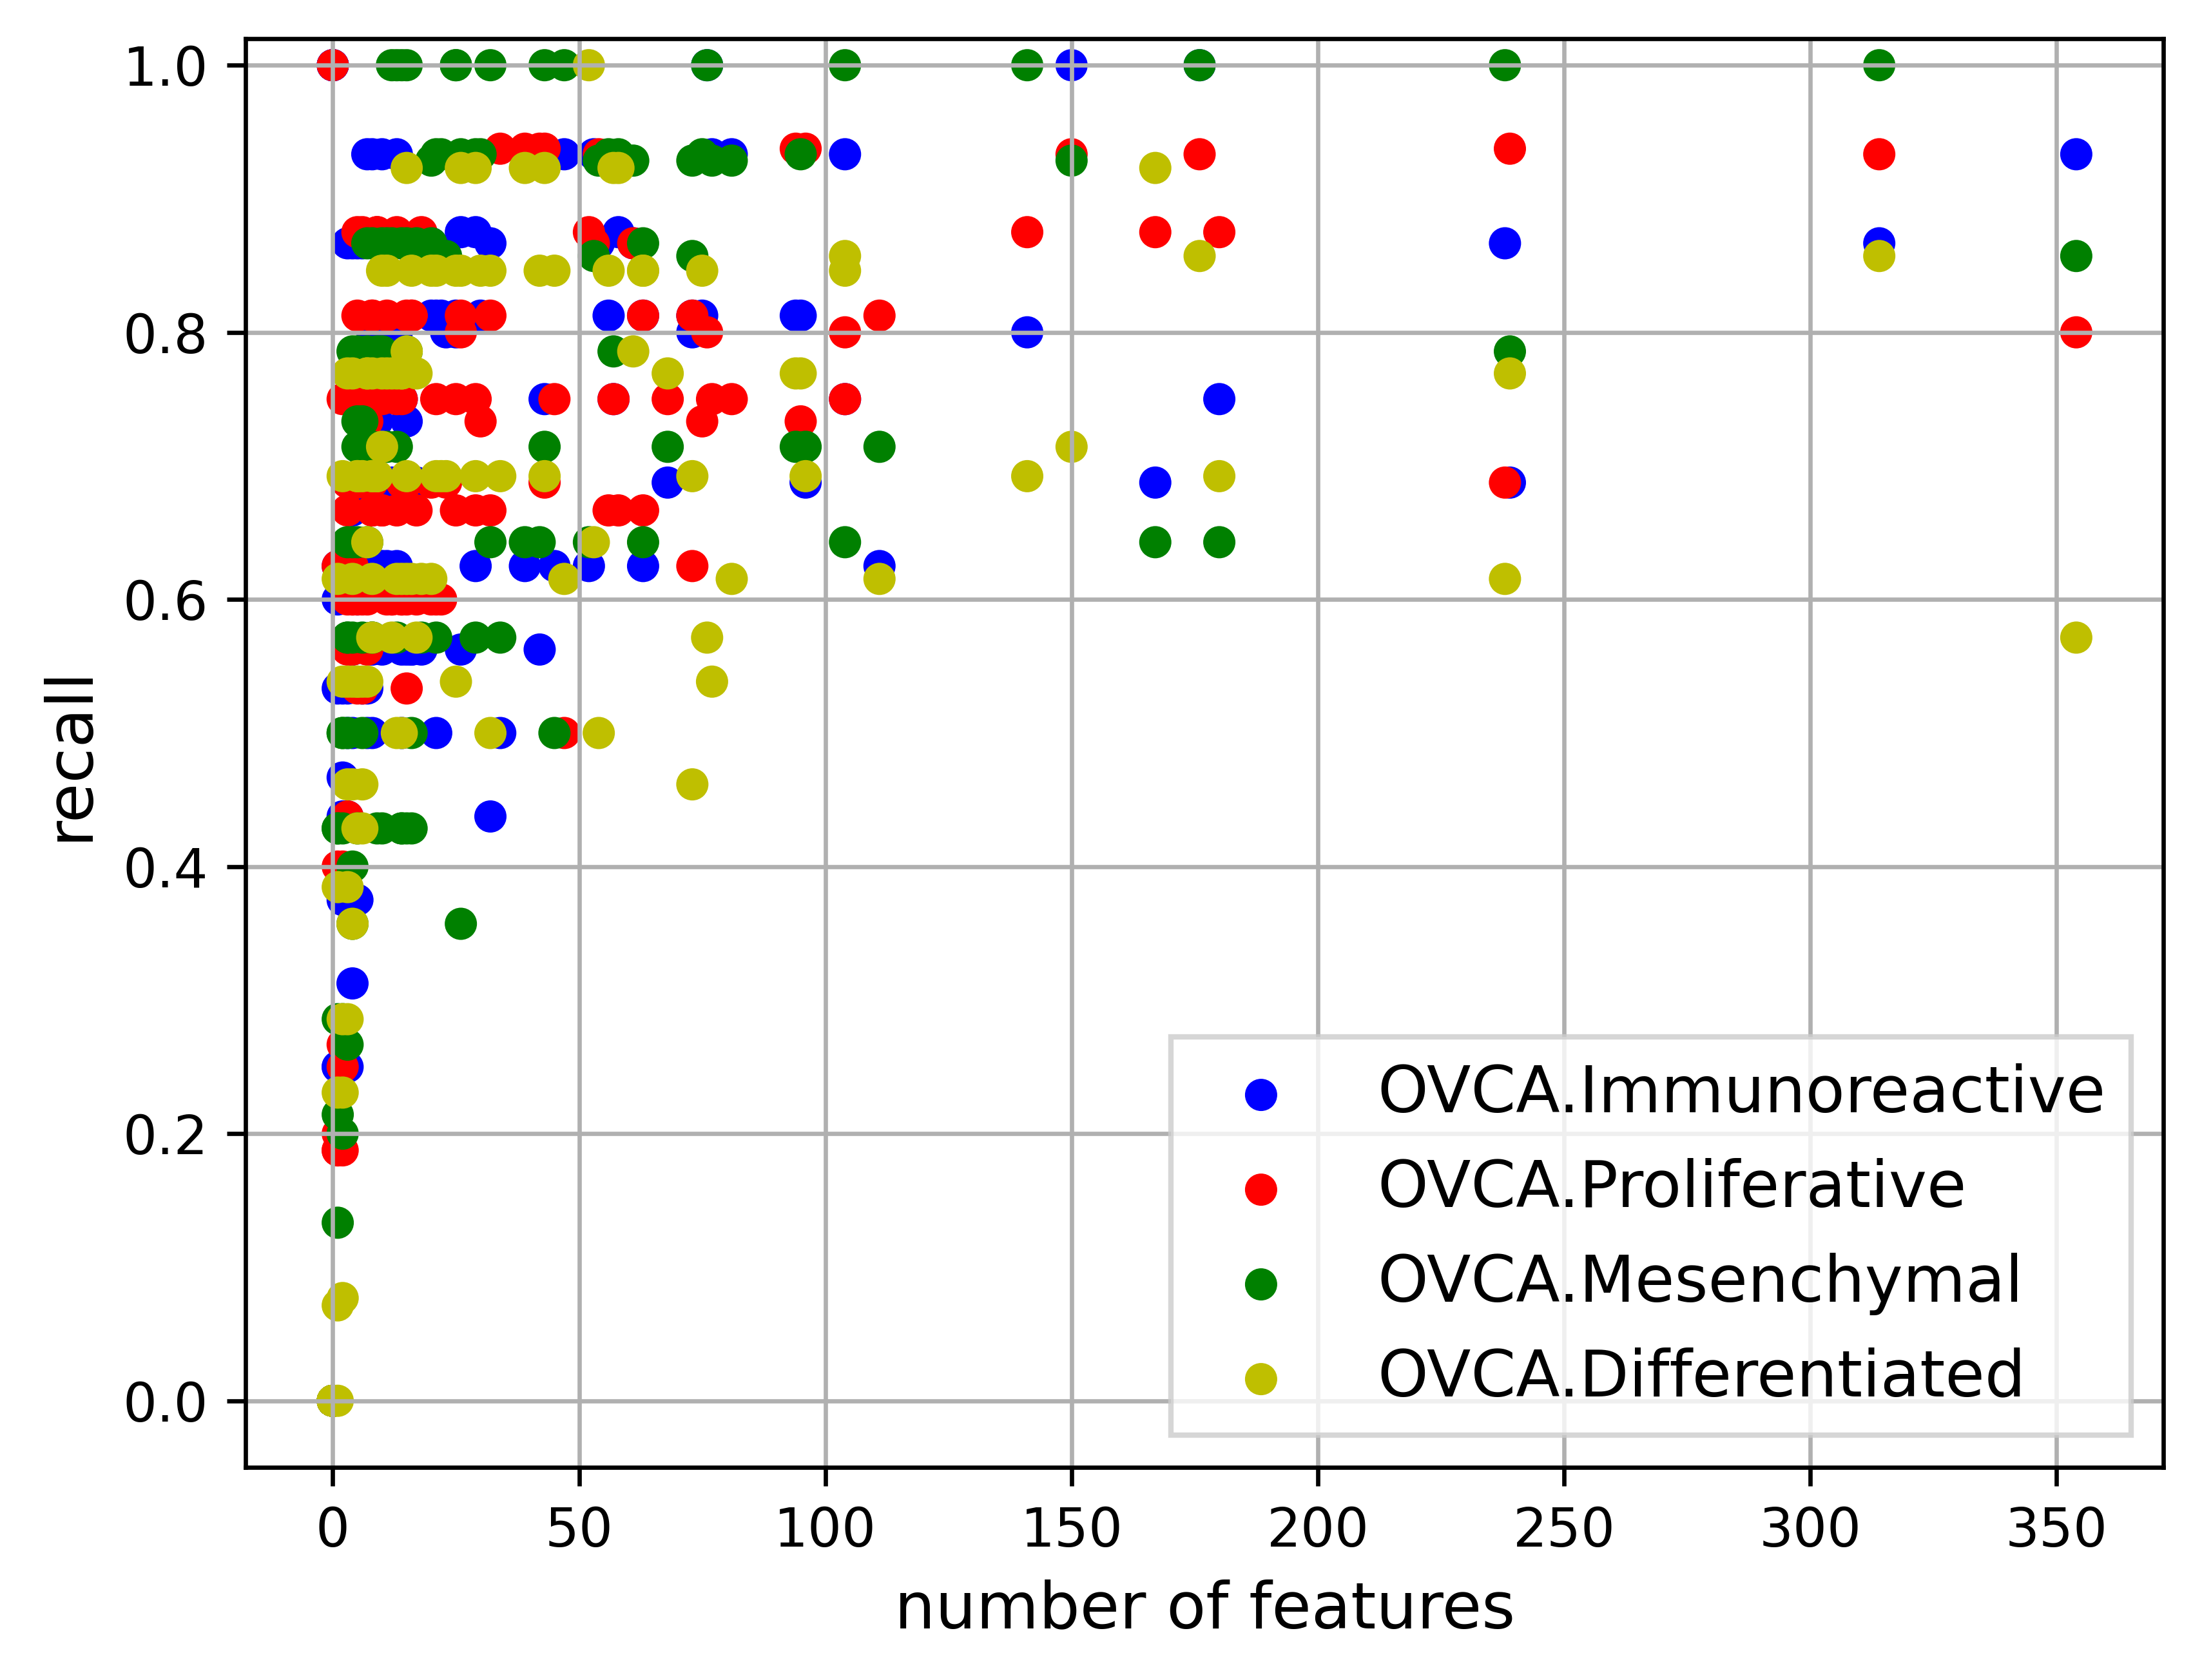 1.0
0.8
0.6
0.4
0.2
0.0
recall
OVCA.Immunoreactive
OVCA.Proliferative
OVCA.Mesenchymal
OVCA.Differentiated
0 50 100 150 200 250 300 350
number of features